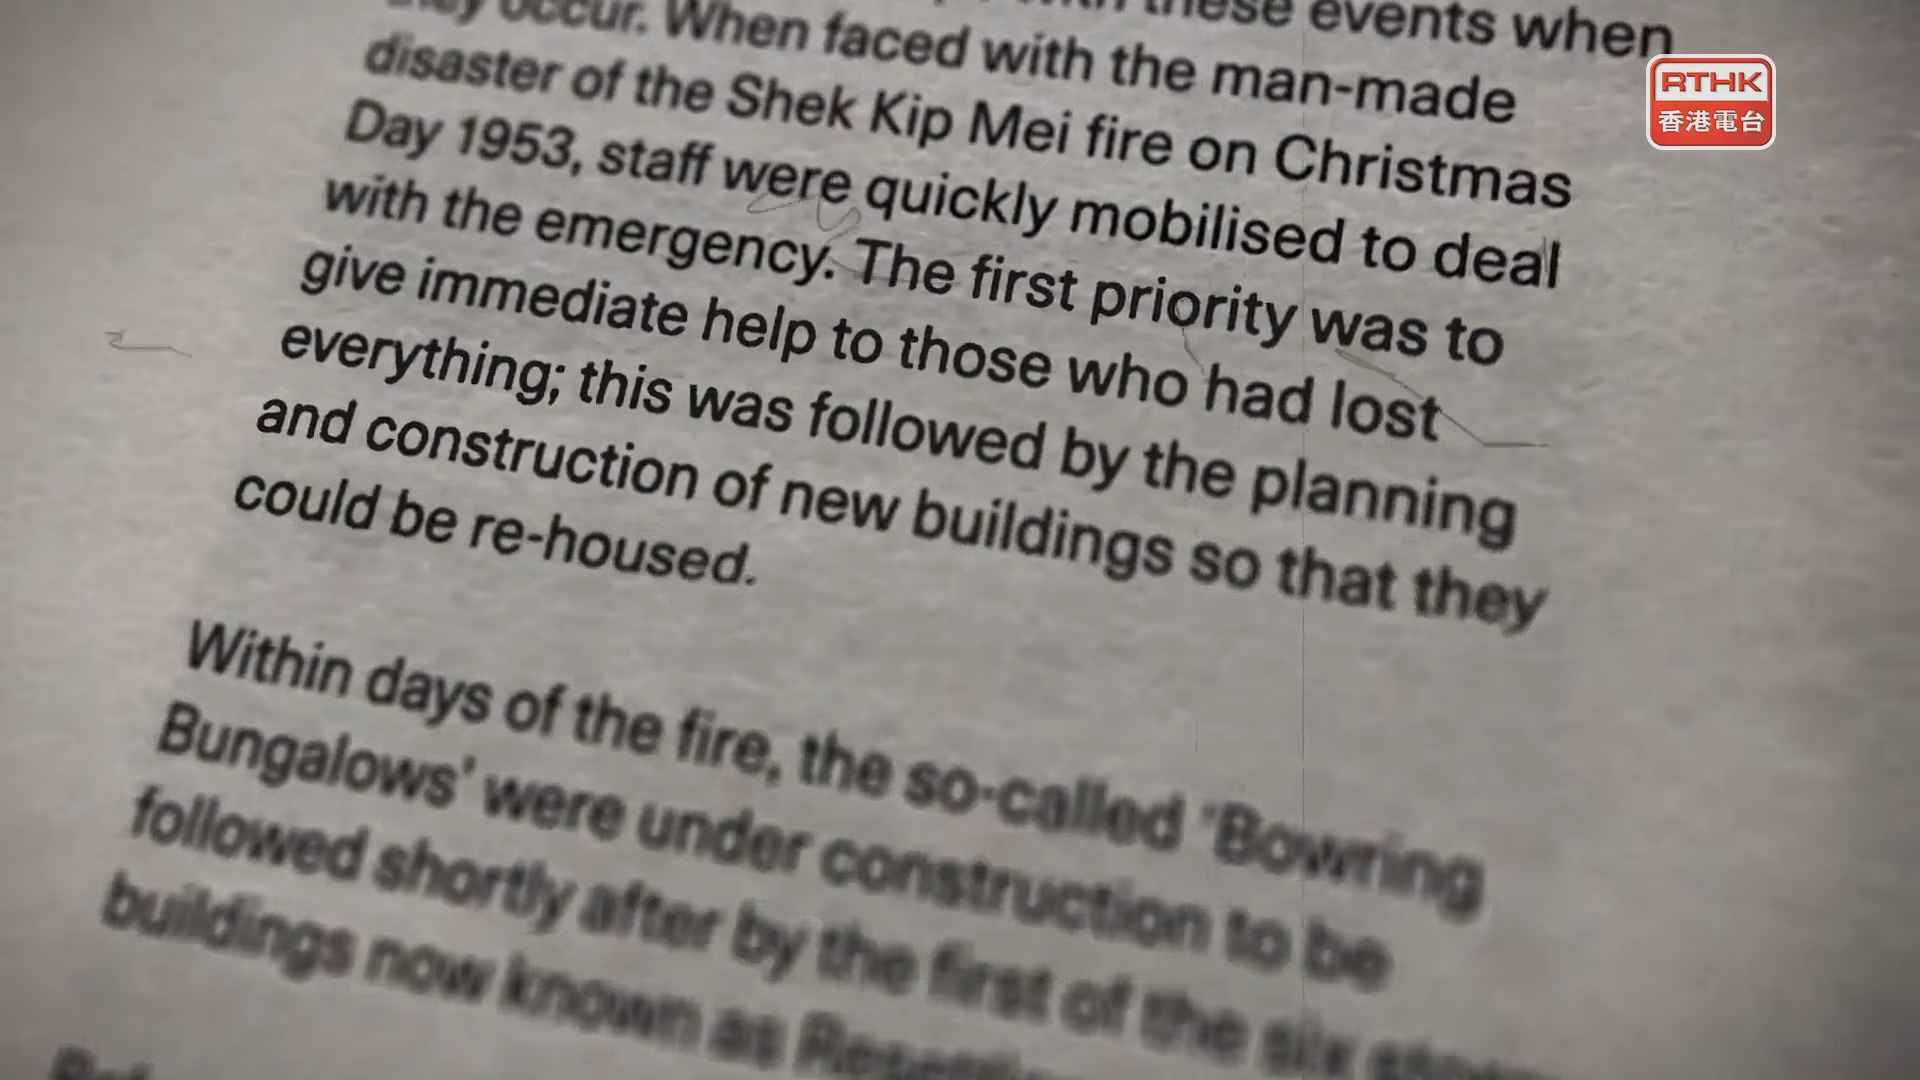 these events when
they occur. When faced with the man-made
disaster of the Shek Kip Mei fire on Christmas
Day 1953, staff were quickly mobilised to deal
with the emergency. The first priority was to
give immediate help to those who had lost
everything; this was followed by the planning
and construction of new buildings so that they
could be re-housed.
Within days of the fire, the so-called 'Bowring
Bungalows' were under construction to be
followed shortly after by the first of the six
buildings now known as
RTHK
香港電台